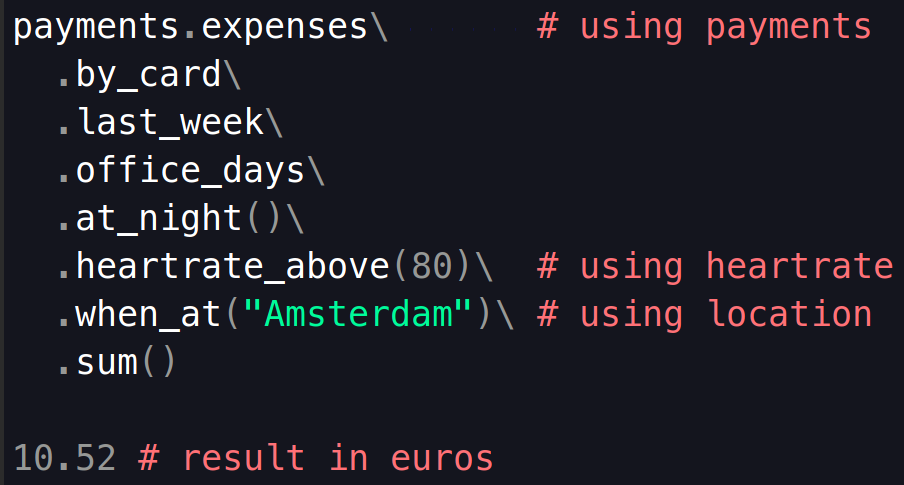 payments.expenses\       # using payments
  .by_card\
  .last_week\
  .office_days\
  .at_night()\
  .heartrate_above(80)\  # using heartrate
  .when_at("Amsterdam")\ # using location
  .sum()

10.52 # result in euros